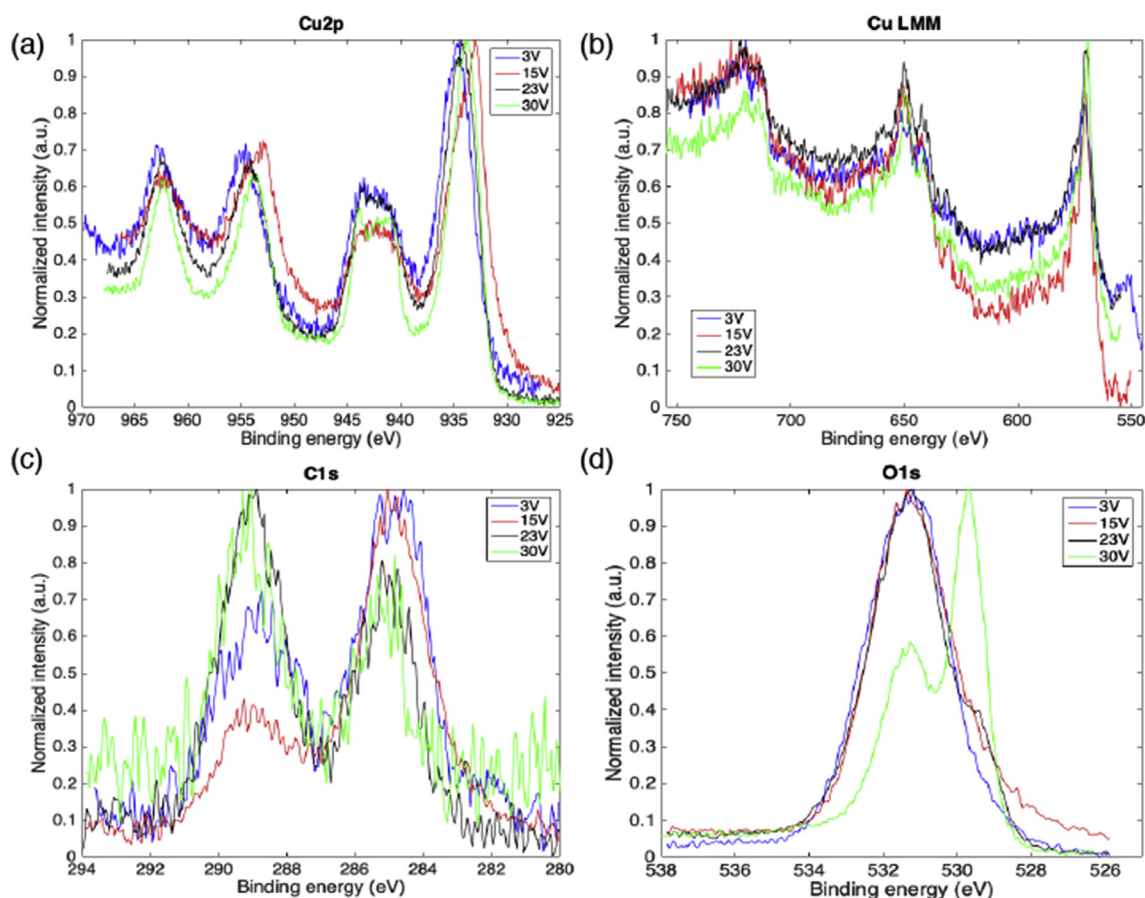 (a)
Cu2p
Normalized intensity (a.u.)
1
0.9
0.8
0.7
0.6
0.5
0.4
0.3
0.2
0.1
0
3V
15V
23V
30V
970 965 960 955 950 945 940 935 930 925
Binding energy (eV)
(b)
Cu LMM
Normalized intensity (a.u.)
1
0.9
0.8
0.7
0.6
0.5
0.4
0.3
0.2
0.1
0
3V
15V
23V
30V
750 700 650 600 650
Binding energy (eV)
(c)
C1s
Normalized intensity (a.u.)
1
0.9
0.8
0.7
0.6
0.5
0.4
0.3
0.2
0.1
0
3V
15V
23V
30V
294 292 290 288 286 284 282 280
Binding energy (eV)
(d)
O1s
Normalized intensity (a.u.)
1
0.9
0.8
0.7
0.6
0.5
0.4
0.3
0.2
0.1
0
3V
15V
23V
30V
538 536 534 532 530 528 526
Binding energy (eV)